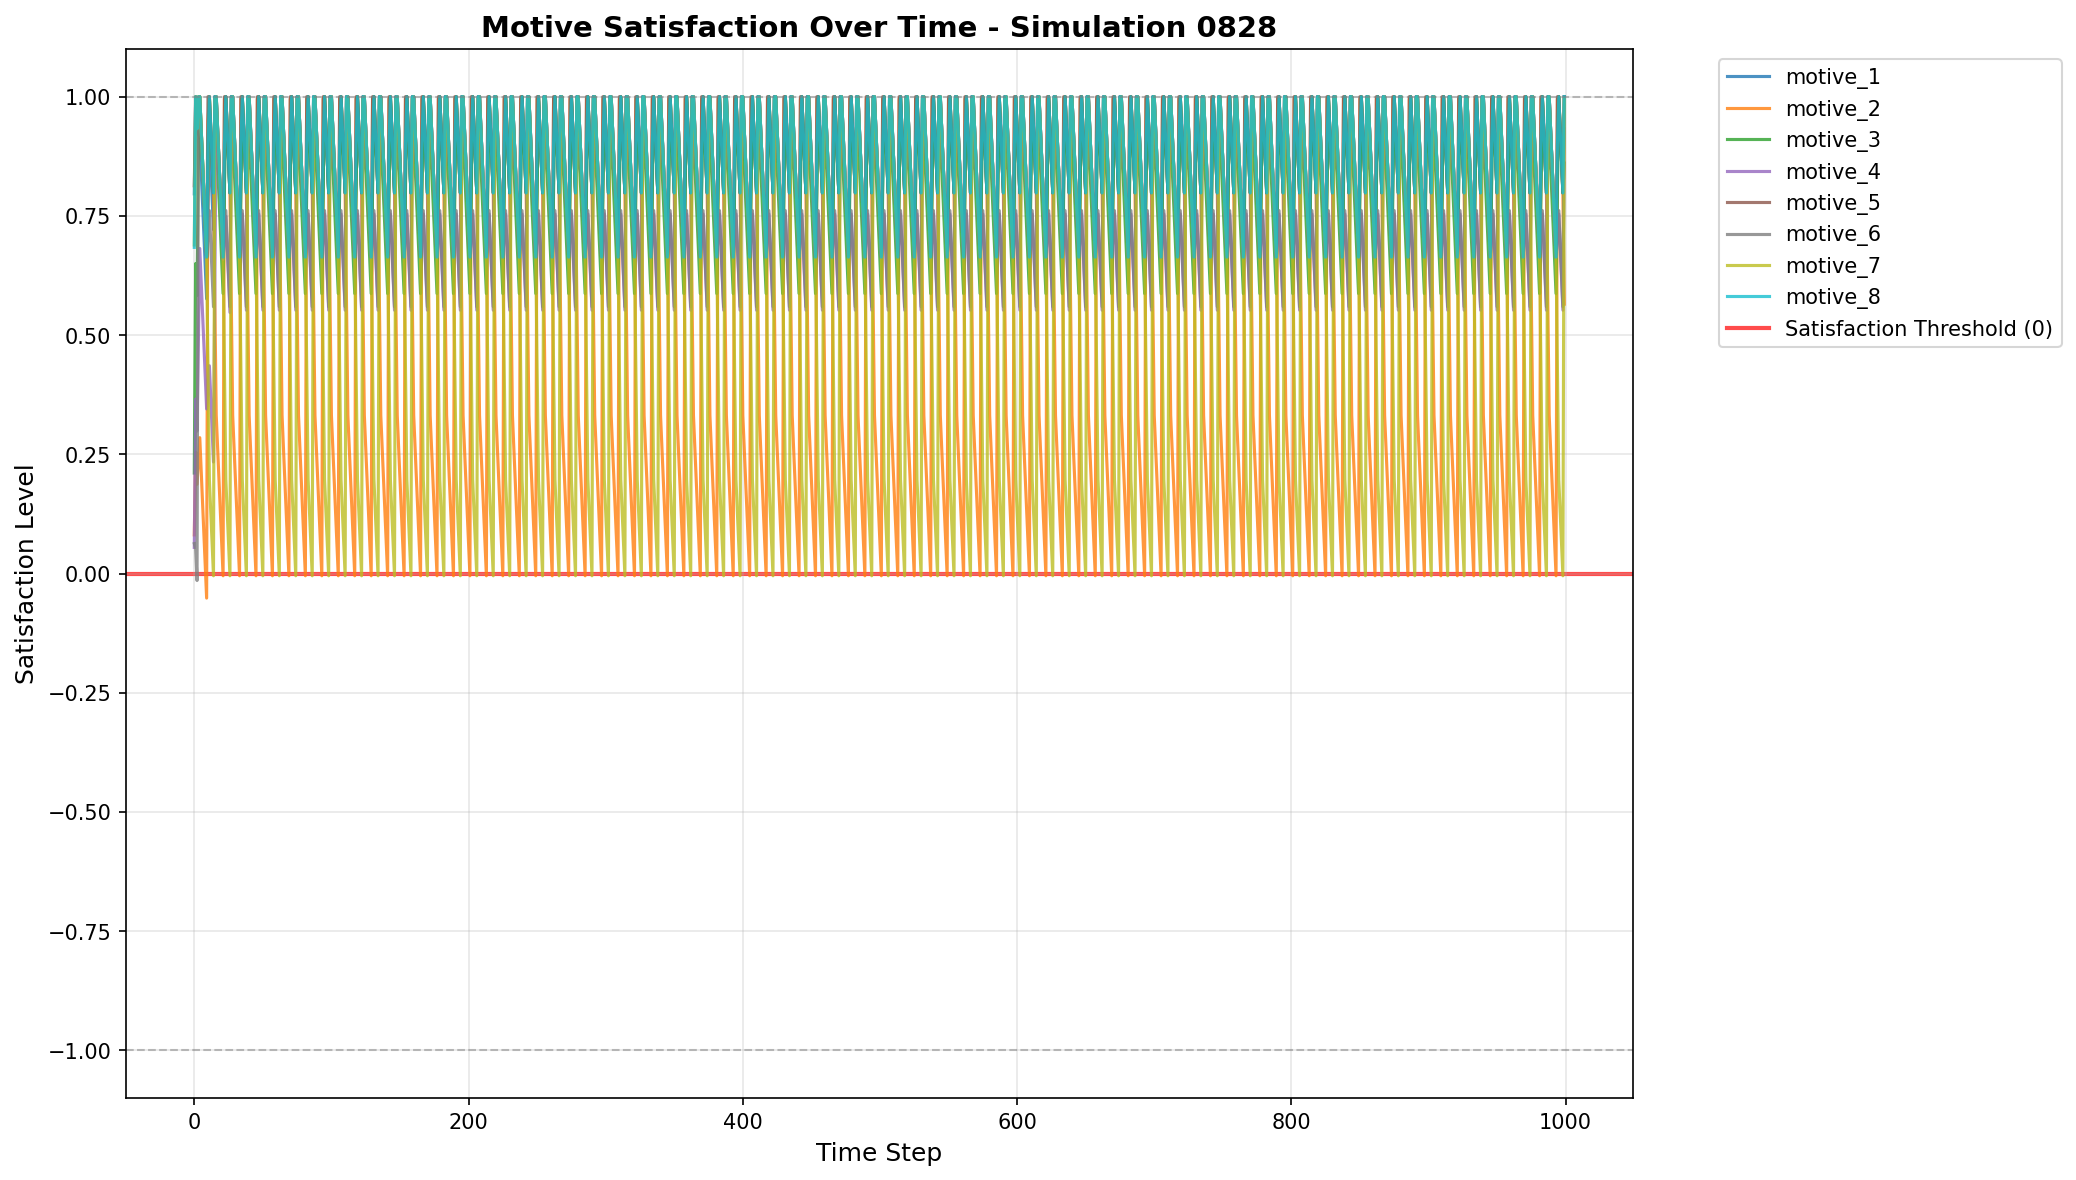 Motive Satisfaction Over Time - Simulation 0828
Satisfaction Level
1.00
0.75
0.50
0.25
0.00
−0.25
−0.50
−0.75
−1.00
0
200
400
600
800
1000
Time Step
motive_1
motive_2
motive_3
motive_4
motive_5
motive_6
motive_7
motive_8
Satisfaction Threshold (0)